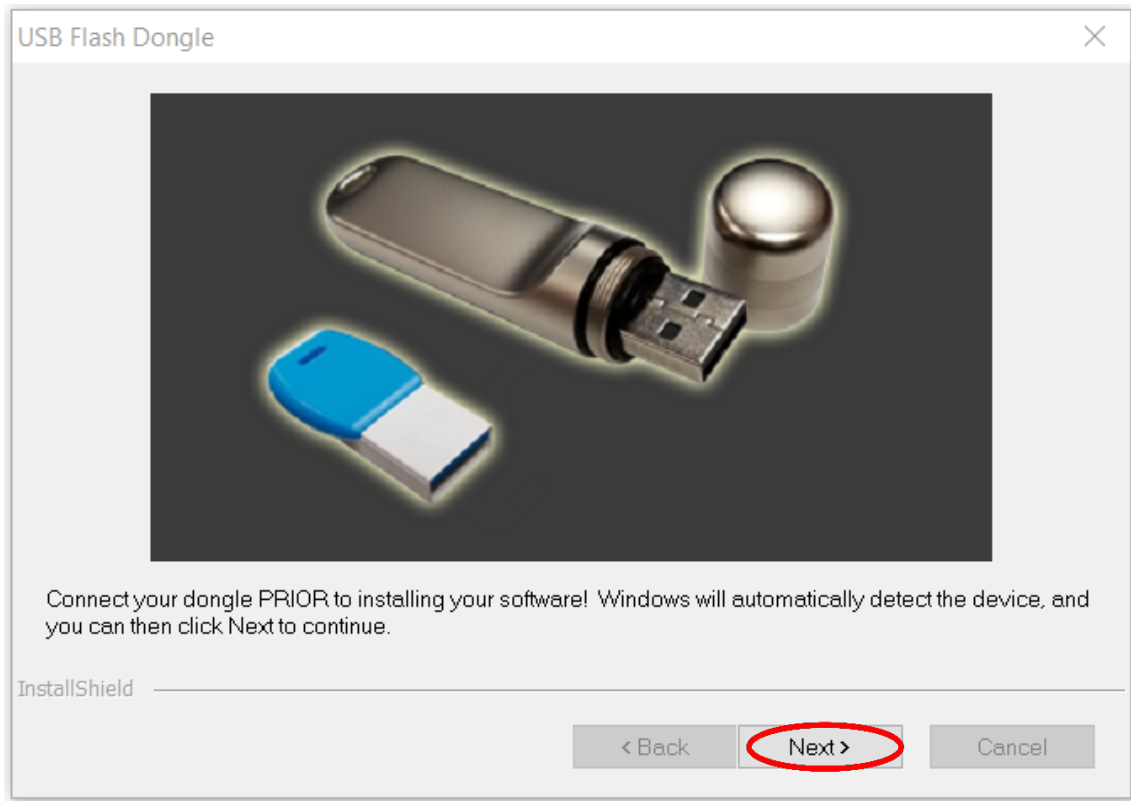 USB Flash Dongle
Connect your dongle PRIOR to installing your software! Windows will automatically detect the device, and
you can then click Next to continue.
InstallShield
< Back Next > Cancel